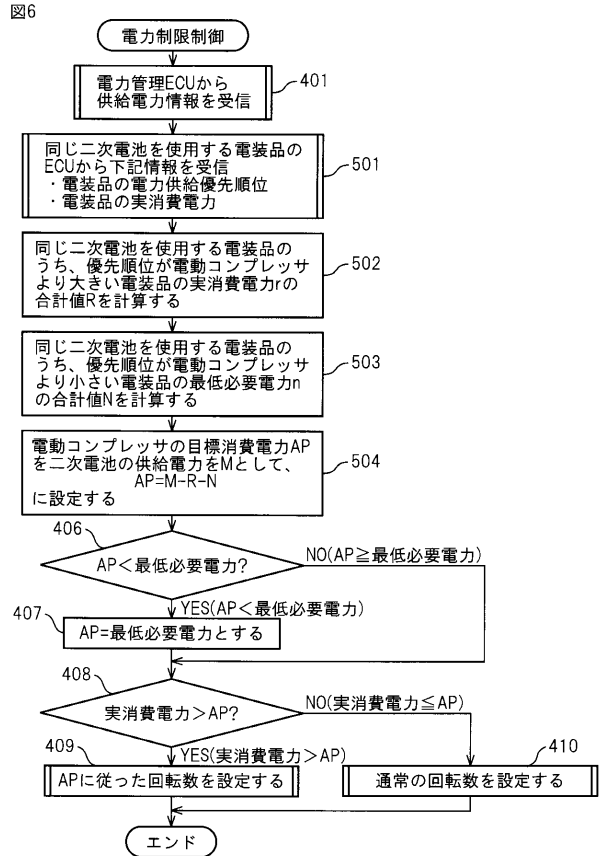 図6
電力制限制御
電力管理ECUから
供給電力情報を受信
401
同じ二次電池を使用する電装品の
ECUから下記情報を受信
・電装品の電力供給優先順位
・電装品の実消費電力
501
同じ二次電池を使用する電装品の
うち、優先順位が電動コンプレッサ
より大きい電装品の実消費電力rの
合計値Rを計算する
502
同じ二次電池を使用する電装品の
うち、優先順位が電動コンプレッサ
より小さい電装品の最低必要電力n
の合計値Nを計算する
503
電動コンプレッサの目標消費電力AP
を二次電池の供給電力をMとして、
AP=M-R-N
に設定する
504
406
AP<最低必要電力?
NO(AP≧最低必要電力)
YES(AP<最低必要電力)
407
AP=最低必要電力とする
408
実消費電力>AP?
NO(実消費電力≦AP)
YES(実消費電力>AP)
409
APに従った回転数を設定する
410
通常の回転数を設定する
エンド